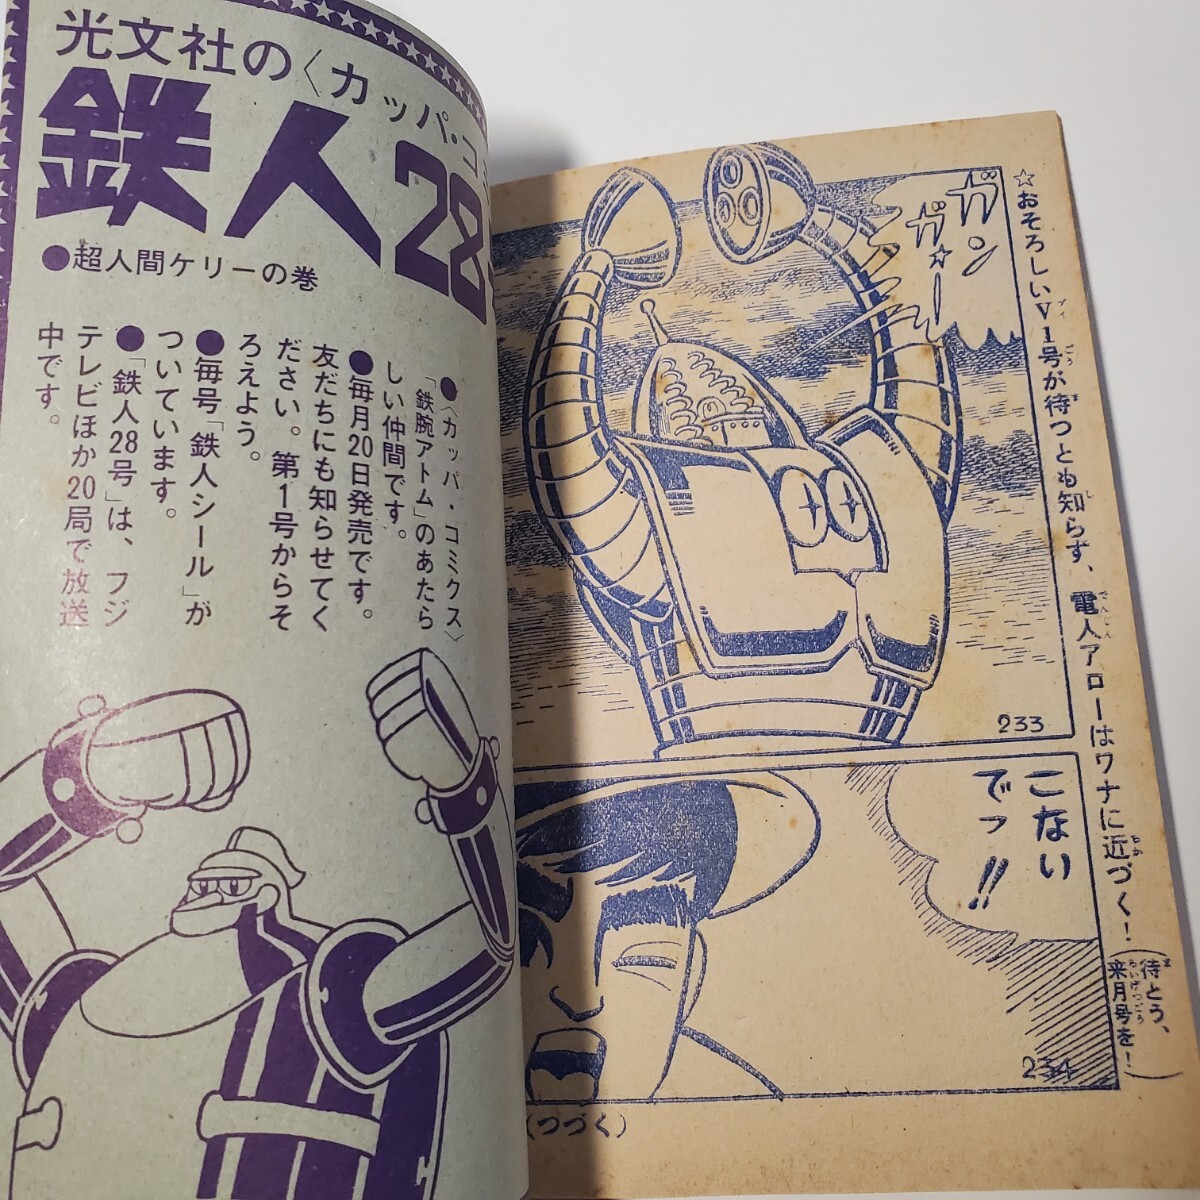 光文社の〈カッパ・コ
鉄人28
●超人間ケリーの巻
●〈カッパ・コミクス〉
「鉄腕アトム」のあたら
しい仲間です。
●毎月20日発売です。
友だちにも知らせてく
ださい。第1号からそ
ろえよう。
●毎号「鉄人シール」が
ついています。
●「鉄人28号」は、フジ
テレビほか20局で放送
中です。
☆おそろしいV1号が待つとも知らず、電人アローはワナに近づく！
（待とう、
来月号を！）
ガン
ガガーン
233
こない
でッ!!
234
（つづく）